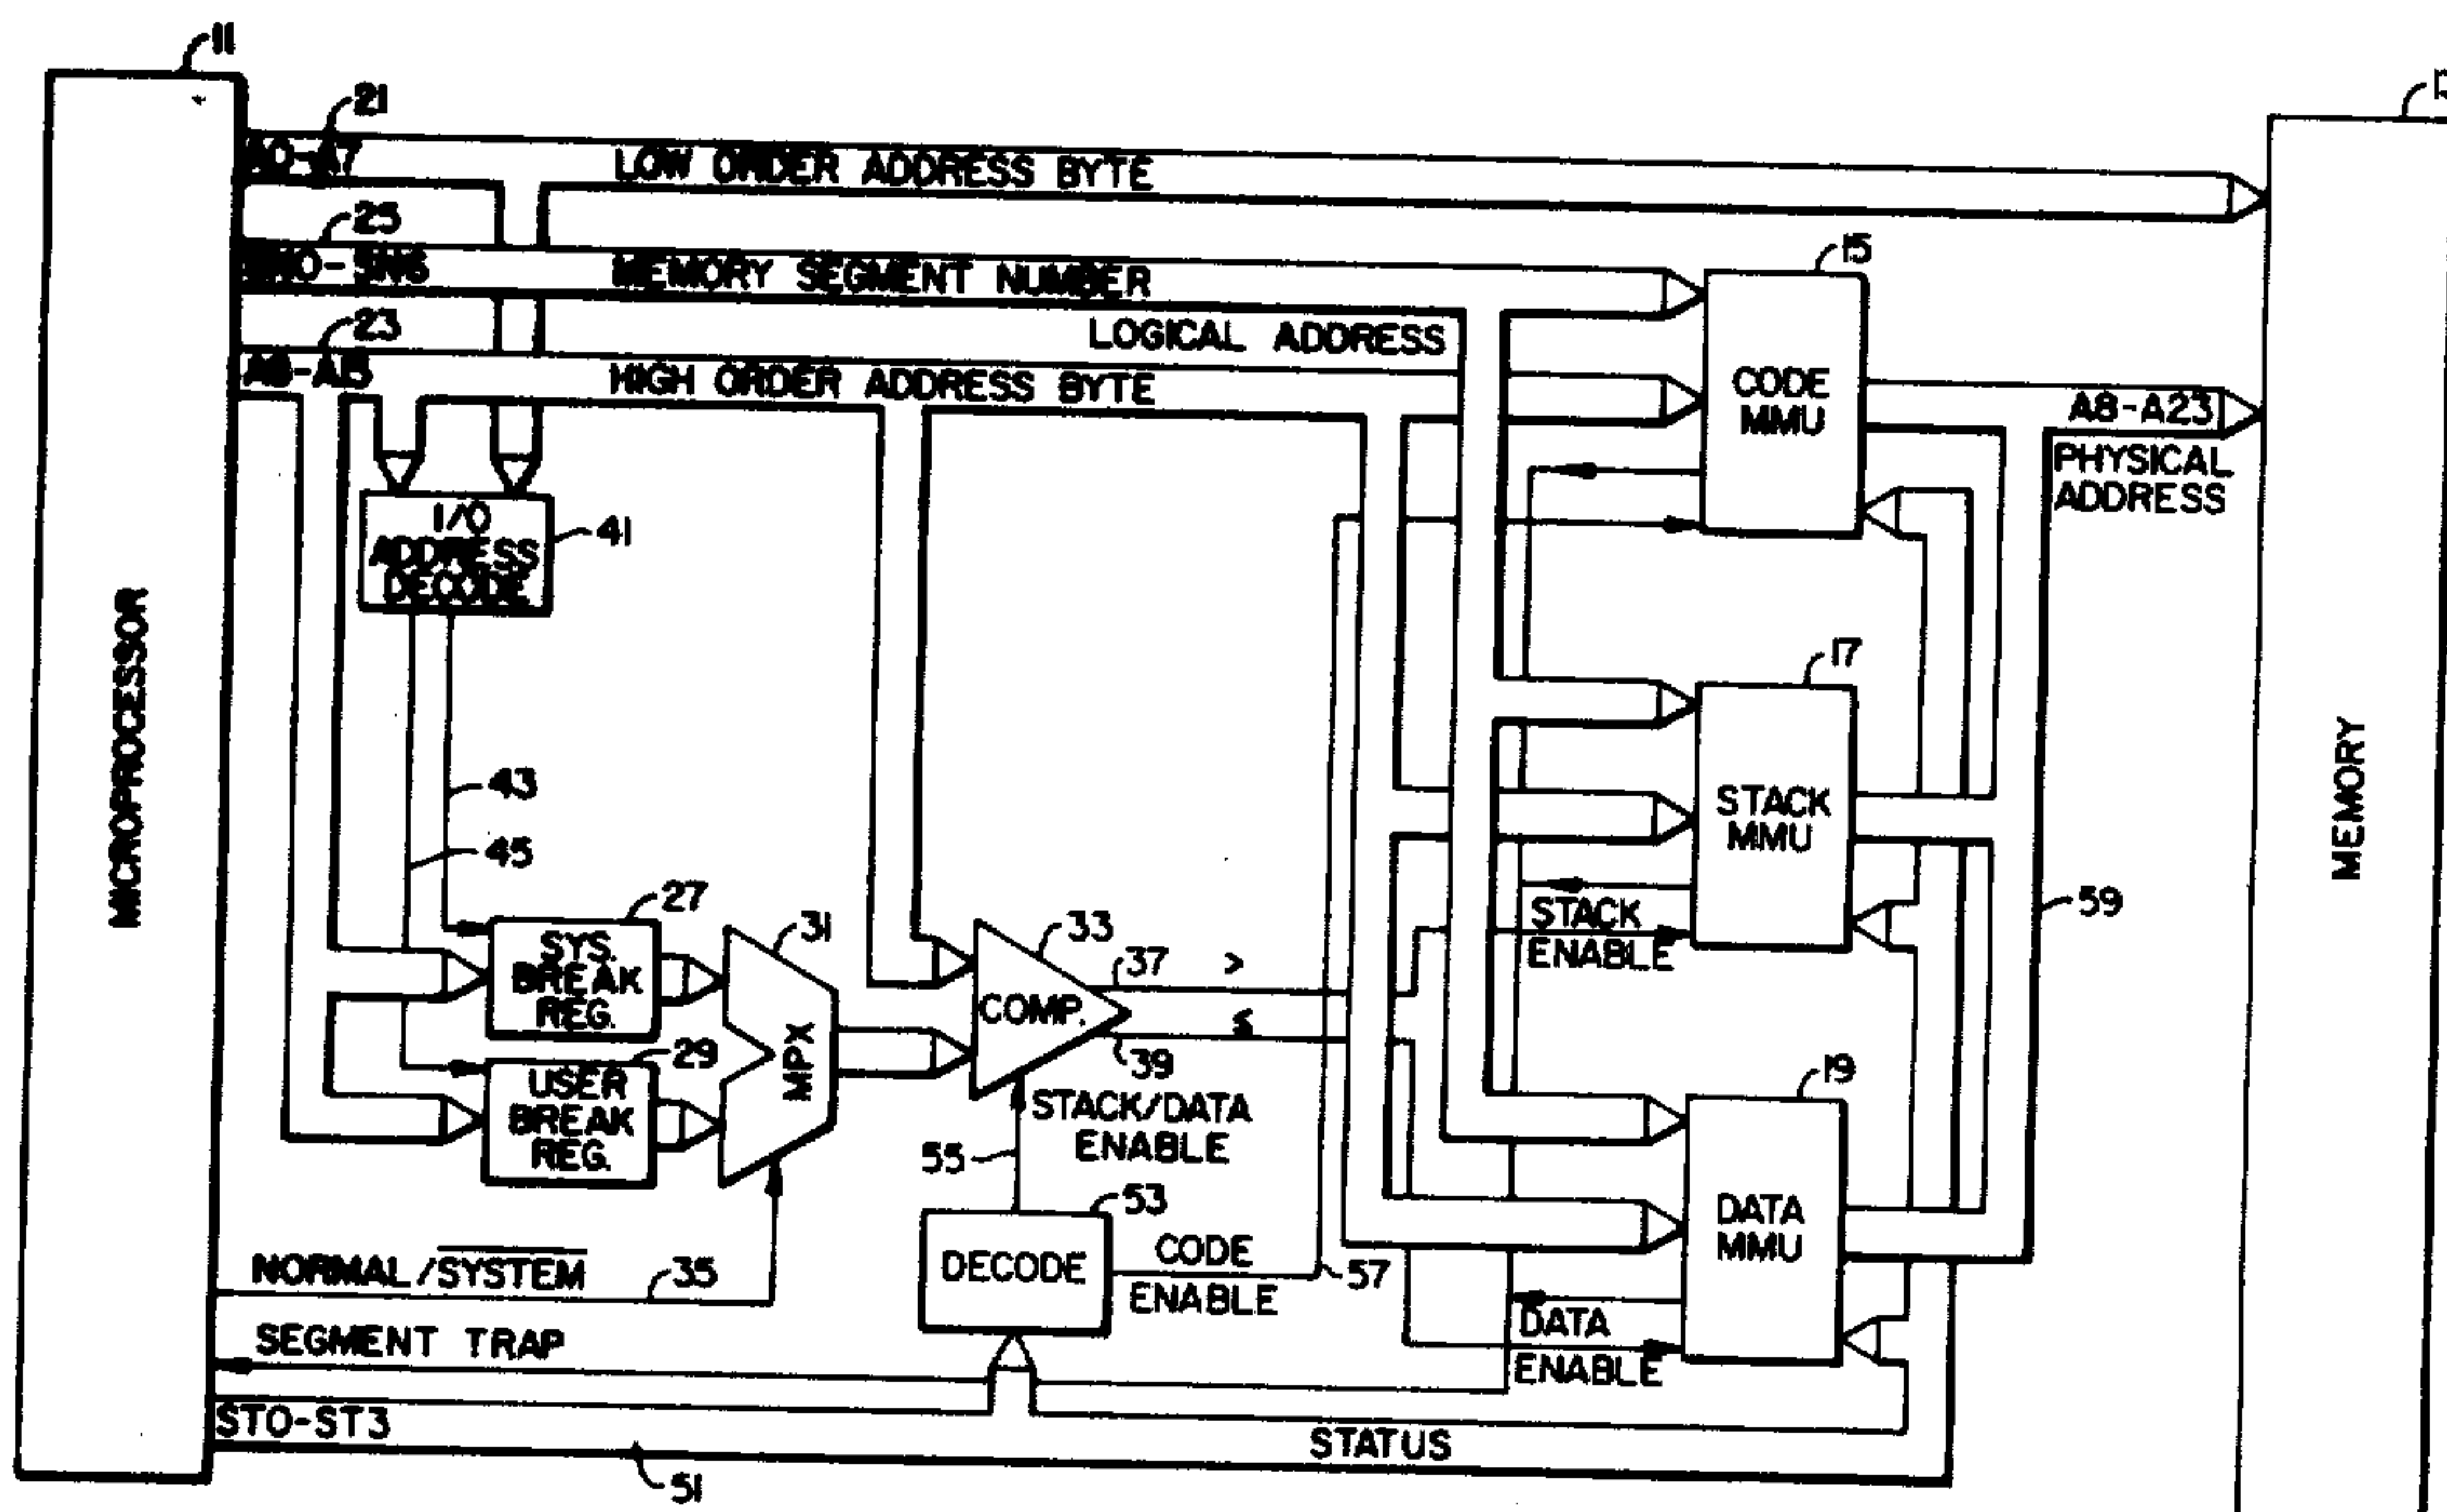 11
21
A0-A7
LOW ORDER ADDRESS BYTE
25
SN0-SN6
MEMORY SEGMENT NUMBER
15
23
LOGICAL ADDRESS
A8-A15
HIGH ORDER ADDRESS BYTE
CODE
MMU
A8-A23
PHYSICAL
ADDRESS
I/O
ADDRESS
DECODE
41
MICROPROCESSOR
17
MEMORY
43
STACK
MMU
45
27
31
33
59
STACK
ENABLE
SYS.
BREAK
REG.
37
>
COMP.
≤
39
MPX
29
USER
BREAK
REG.
19
STACK/DATA
ENABLE
55
53
DATA
MMU
DECODE
CODE
ENABLE
57
NORMAL/SYSTEM
35
DATA
ENABLE
SEGMENT TRAP
ST0-ST3
STATUS
51